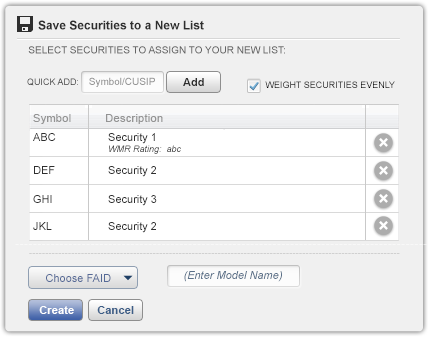 Save Securities to a New List
SELECT SECURITIES TO ASSIGN TO YOUR NEW LIST:
QUICK ADD: Symbol/CUSIP Add WEIGHT SECURITIES EVENLY
Symbol Description
ABC Security 1
WMR Rating: abc
DEF Security 2
GHI Security 3
JKL Security 2
Choose FAID (Enter Model Name)
Create Cancel